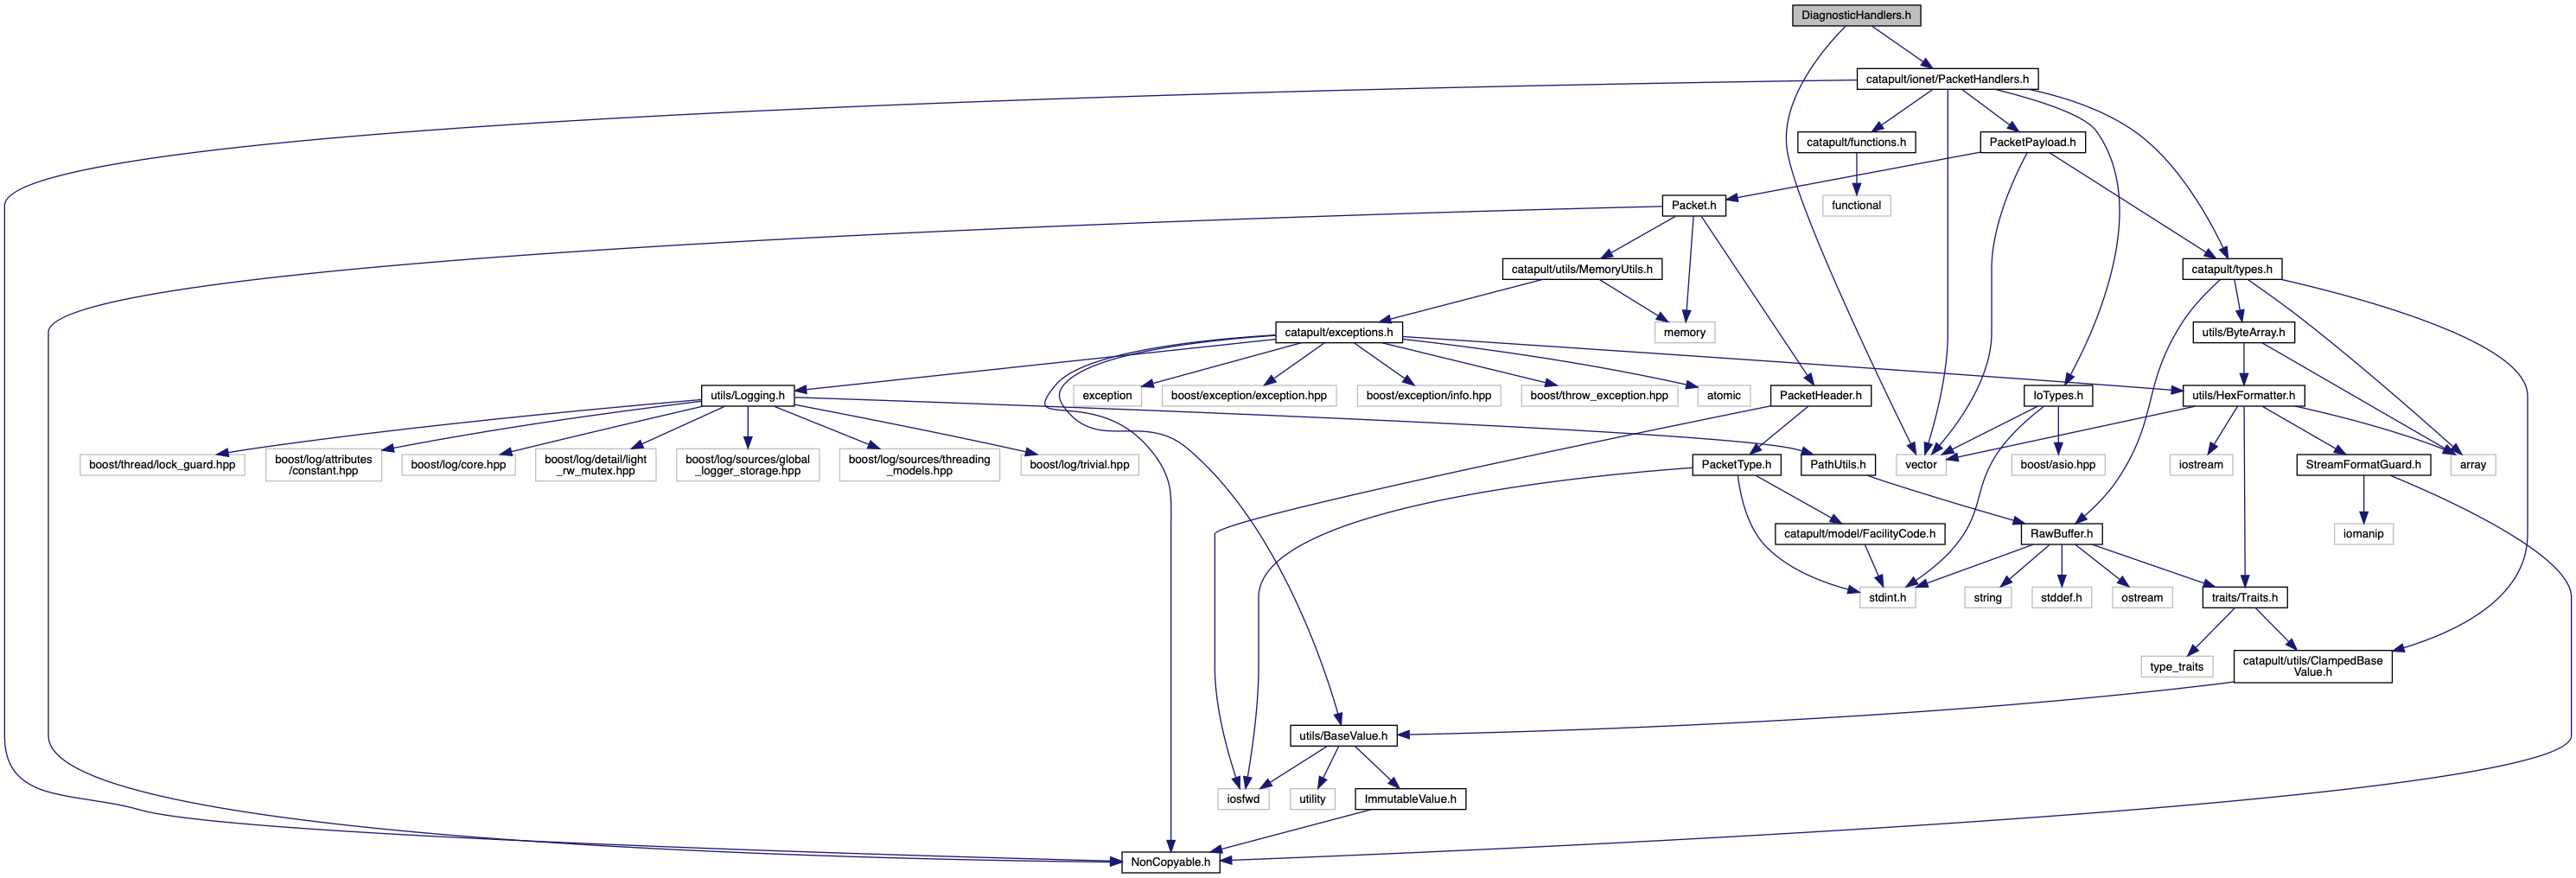 DiagnosticHandlers.h
catapult/ionet/PacketHandlers.h
catapult/functions.h
PacketPayload.h
Packet.h
functional
catapult/utils/MemoryUtils.h
catapult/types.h
catapult/exceptions.h
memory
utils/ByteArray.h
utils/Logging.h
exception
boost/exception/exception.hpp
boost/exception/info.hpp
boost/throw_exception.hpp
atomic
PacketHeader.h
IoTypes.h
utils/HexFormatter.h
boost/thread/lock_guard.hpp
boost/log/attributes
/constant.hpp
boost/log/core.hpp
boost/log/detail/light
_rw_mutex.hpp
boost/log/sources/global
_logger_storage.hpp
boost/log/sources/threading
_models.hpp
boost/log/trivial.hpp
PacketType.h
PathUtils.h
vector
boost/asio.hpp
iostream
StreamFormatGuard.h
array
catapult/model/FacilityCode.h
RawBuffer.h
iomanip
stdint.h
string
stddef.h
ostream
traits/Traits.h
type_traits
catapult/utils/ClampedBase
Value.h
utils/BaseValue.h
iosfwd
utility
ImmutableValue.h
NonCopyable.h